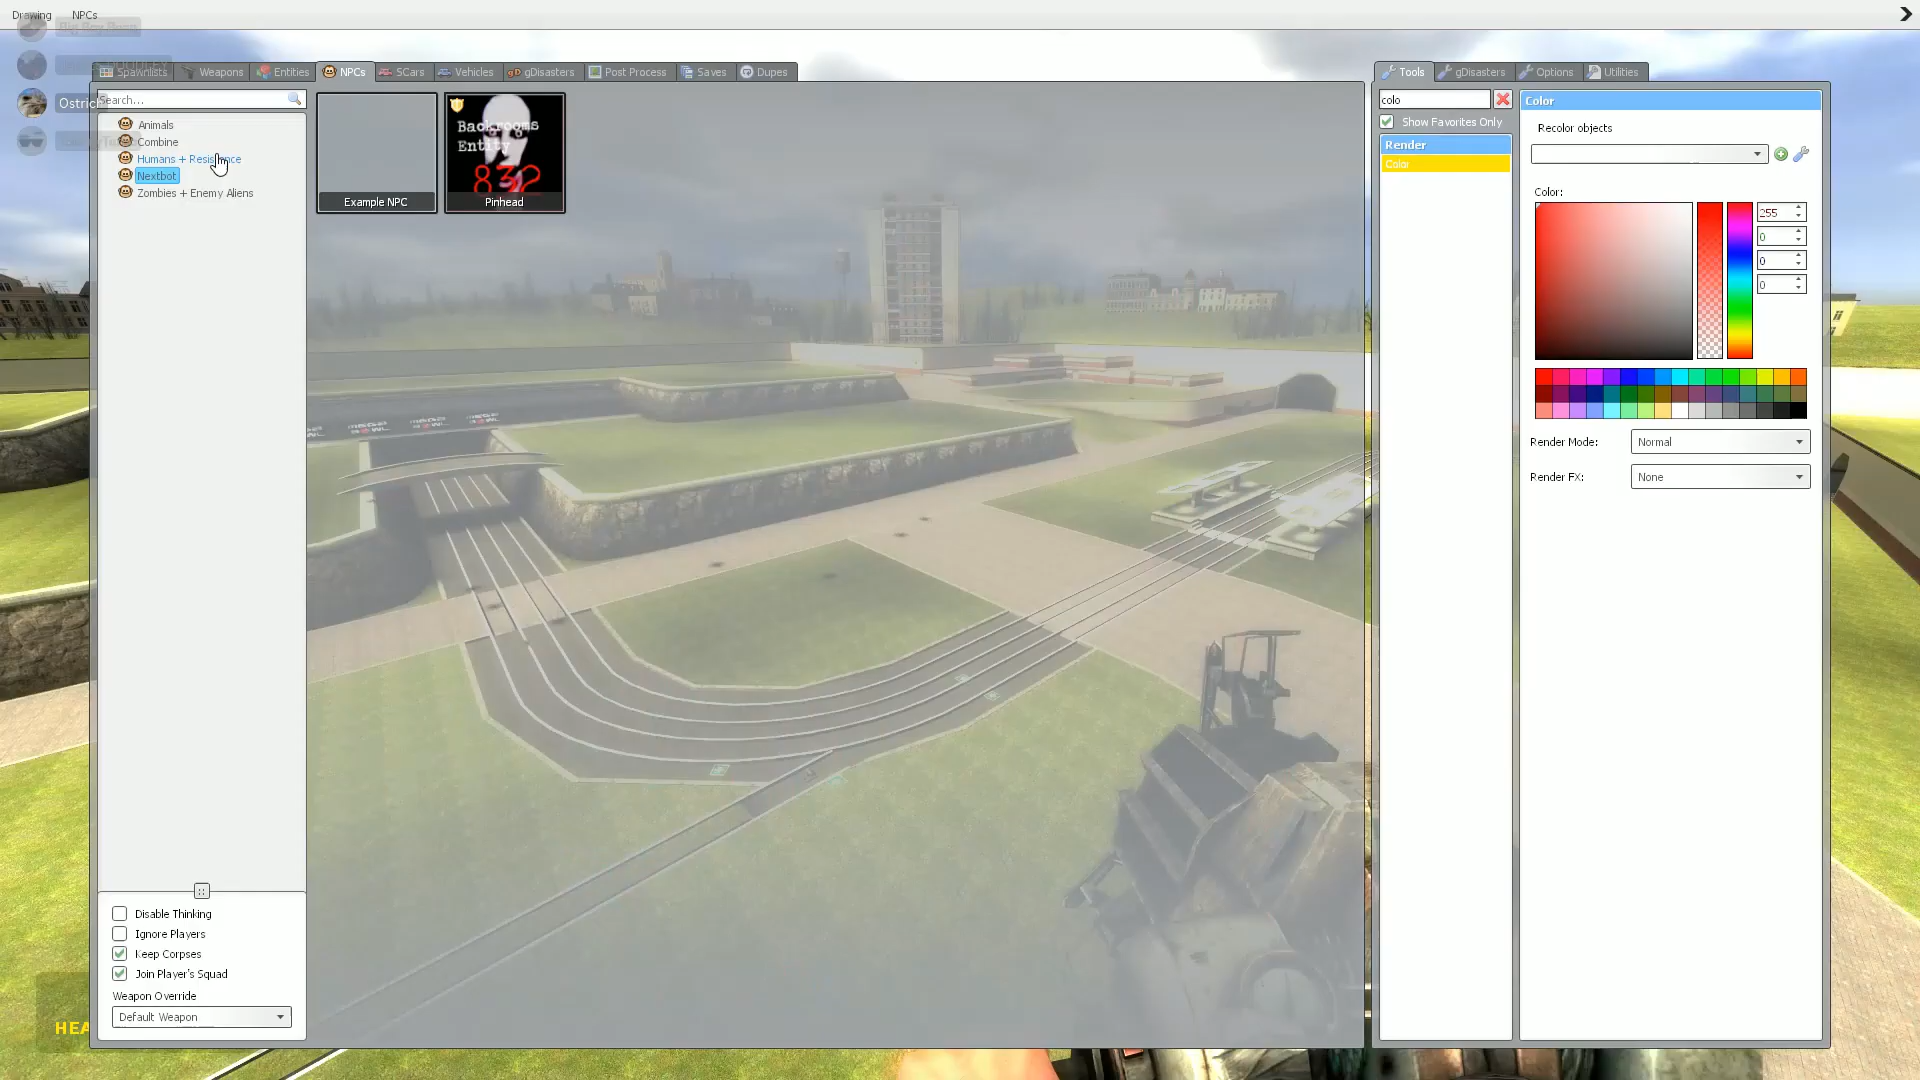 Drawing NPCs
Big Boy Burger
Spawnlists Weapons Entities NPCs SCars Vehicles gDisasters Post Process Saves Dupes
Search...
Ostrich
Animals
Combine
Humans + Resistance
Nextbot
Zombies + Enemy Aliens
Example NPC
Backrooms
Entity
Pinhead
Disable Thinking
Ignore Players
Keep Corpses
Join Player's Squad
Weapon Override
Default Weapon
HEA
Tools gDisasters Options Utilities
colo
Show Favorites Only
Render
Color
Color
Recolor objects
Color:
255
0
0
0
Render Mode: Normal
Render FX: None